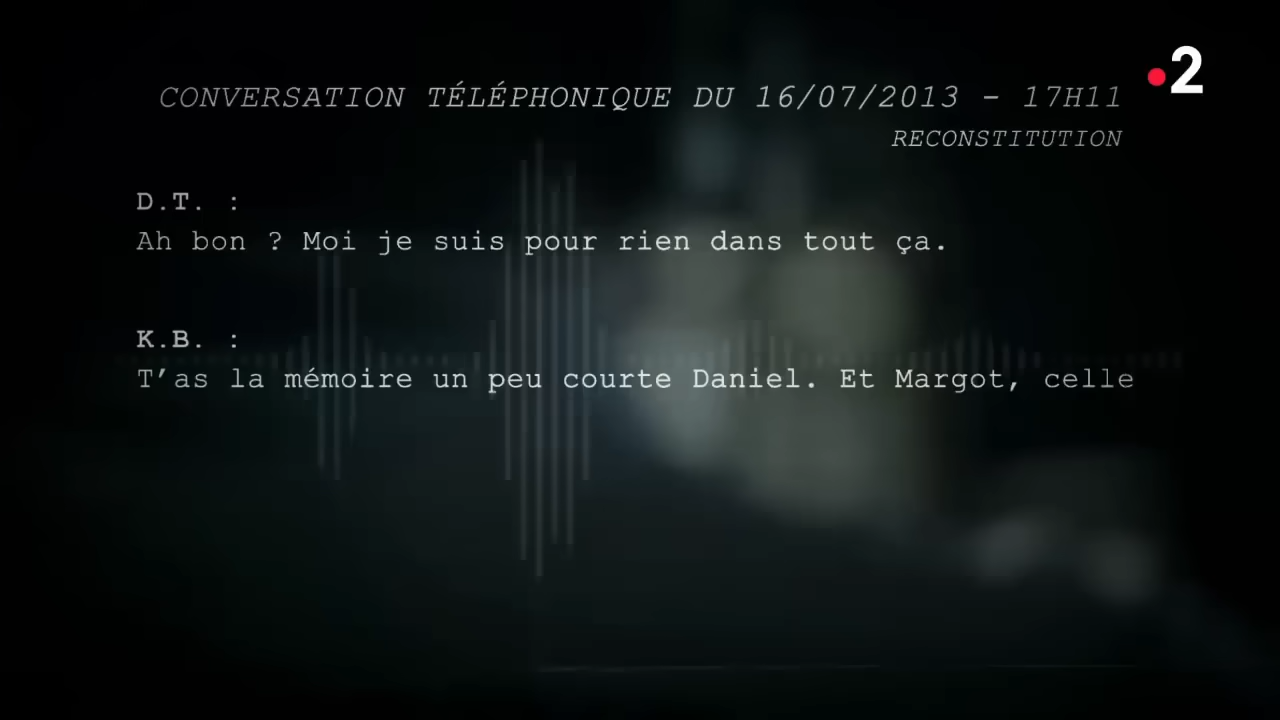 2
CONVERSATION TÉLÉPHONIQUE DU 16/07/2013 - 17H11
RECONSTITUTION
D.T. :
Ah bon ? Moi je suis pour rien dans tout ça.
K.B. :
T’as la mémoire un peu courte Daniel. Et Margot, celle